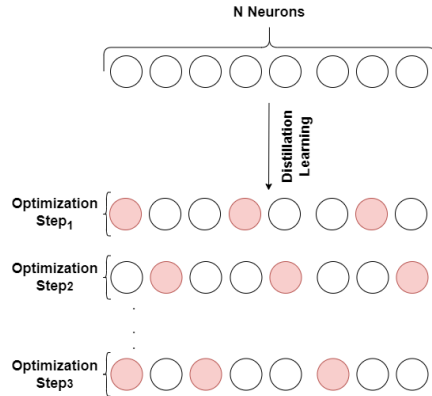 N Neurons
Distillation
Learning
Optimization
Step1
Optimization
Step2
.
.
.
Optimization
Step3